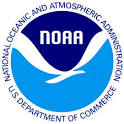 NATIONAL OCEANIC AND ATMOSPHERIC ADMINISTRATION
NOAA
U.S. DEPARTMENT OF COMMERCE